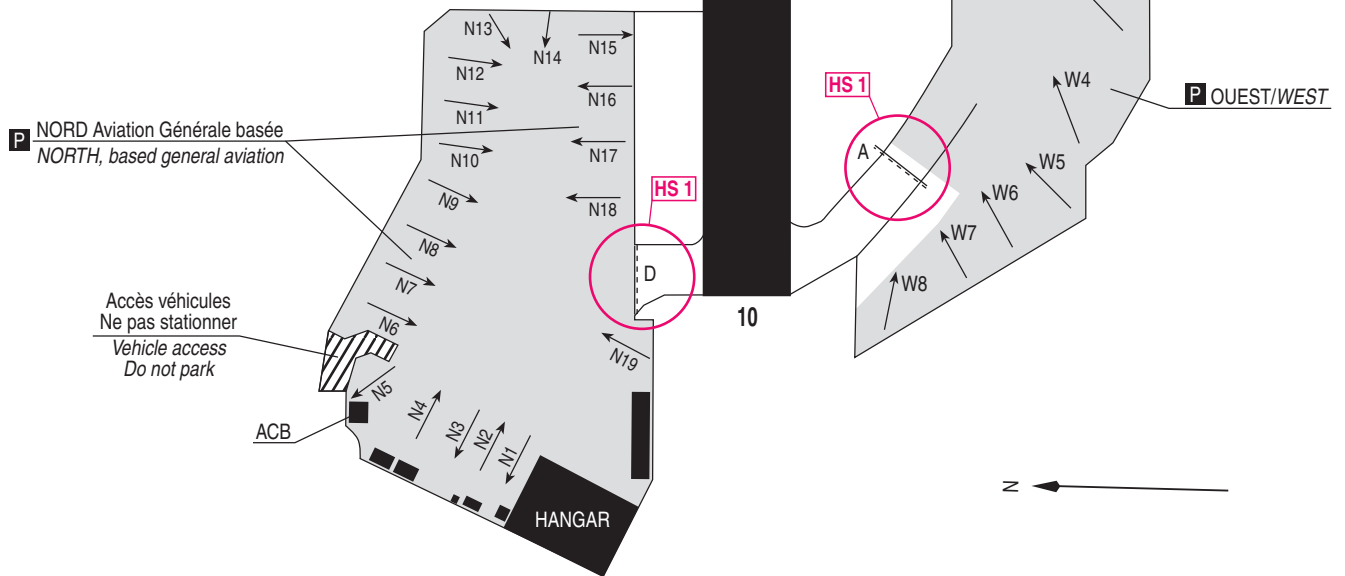 N13
N14
N15
N12
N16
N11
N17
N10
N9
N18
N8
N7
N6
N5
N4
N3
N2
N1
N19
P NORD Aviation Générale basée
NORTH, based general aviation
Accès véhicules
Ne pas stationner
Vehicle access
Do not park
ACB
HANGAR
HS 1
D
10
HS 1
A
W4
W5
W6
W7
W8
P OUEST/WEST
N